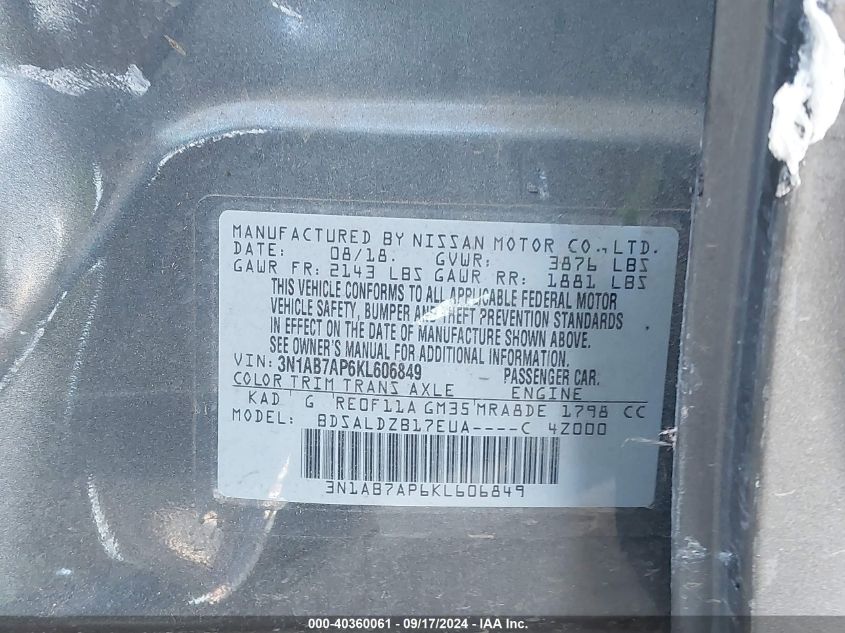 MANUFACTURED BY NISSAN MOTOR CO.,LTD.
DATE: 08/18. GVWR: 3876 LBS
GAWR FR: 2143 LBS GAWR RR: 1881 LBS
THIS VEHICLE CONFORMS TO ALL APPLICABLE FEDERAL MOTOR
VEHICLE SAFETY, BUMPER AND THEFT PREVENTION STANDARDS
IN EFFECT ON THE DATE OF MANUFACTURE SHOWN ABOVE.
SEE OWNER'S MANUAL FOR ADDITIONAL INFORMATION.
VIN: 3N1AB7AP6KL606849 PASSENGER CAR.
COLOR TRIM TRANS AXLE ENGINE
KAD G RE0F11A GM35 MRA8DE 1798 CC
MODEL: BDSALDZB17EUA----C 4Z000
3N1AB7AP6KL606849
000-40360061 - 09/17/2024 - IAA Inc.